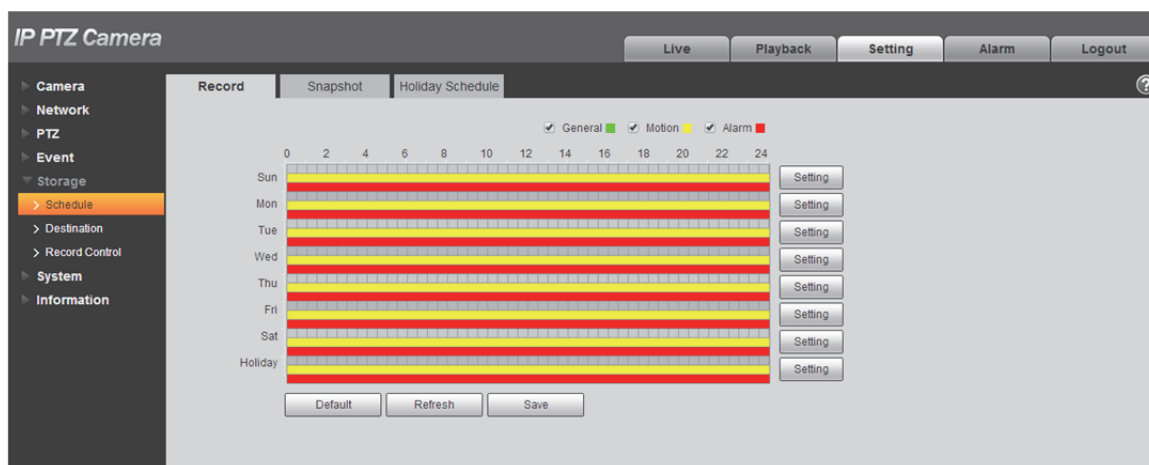 IP PTZ Camera
Live Playback Setting Alarm Logout
Camera
Network
PTZ
Event
Storage
Schedule
Destination
Record Control
System
Information
Record Snapshot Holiday Schedule ?
General Motion Alarm
0 2 4 6 8 10 12 14 16 18 20 22 24
Sun Setting
Mon Setting
Tue Setting
Wed Setting
Thu Setting
Fri Setting
Sat Setting
Holiday Setting
Default Refresh Save